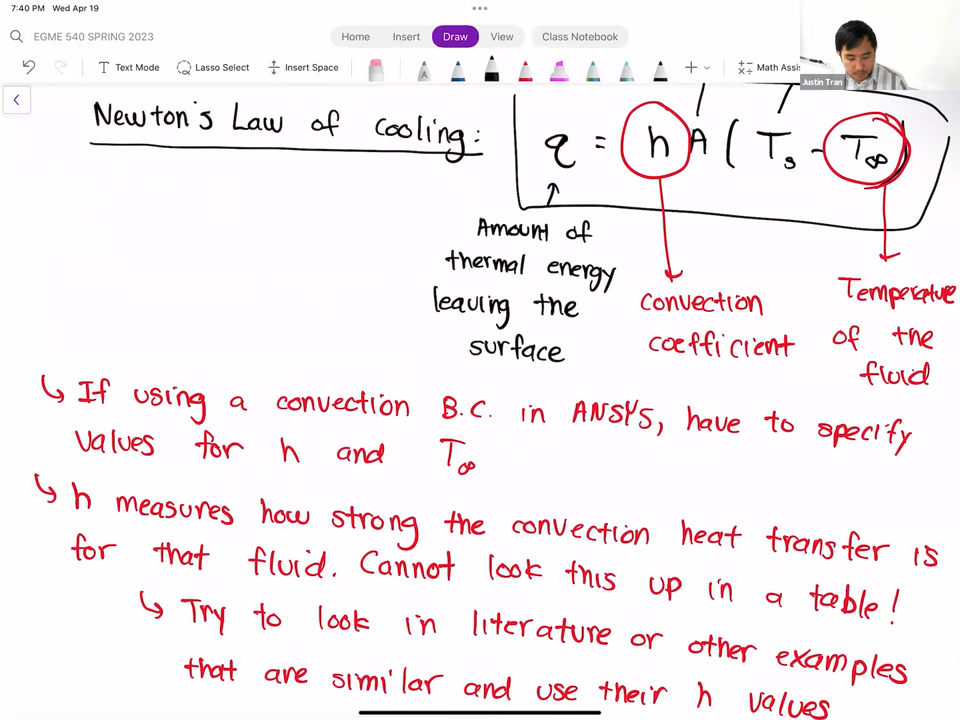 7:40 PM Wed Apr 19
EGME 540 SPRING 2023
Home Insert Draw View Class Notebook
Text Mode Lasso Select Insert Space Math Assis
Justin Tran
Newton's Law of Cooling:
q = h A ( Ts - T∞ )
Amount of
thermal energy
leaving the
surface
Convection
coefficient
Temperature
of the
fluid
↳ If using a convection B.C. in ANSYS, have to specify
values for h and T∞
↳ h measures how strong the convection heat transfer is
for that fluid. Cannot look this up in a table!
↳ Try to look in literature or other examples
that are similar and use their h values